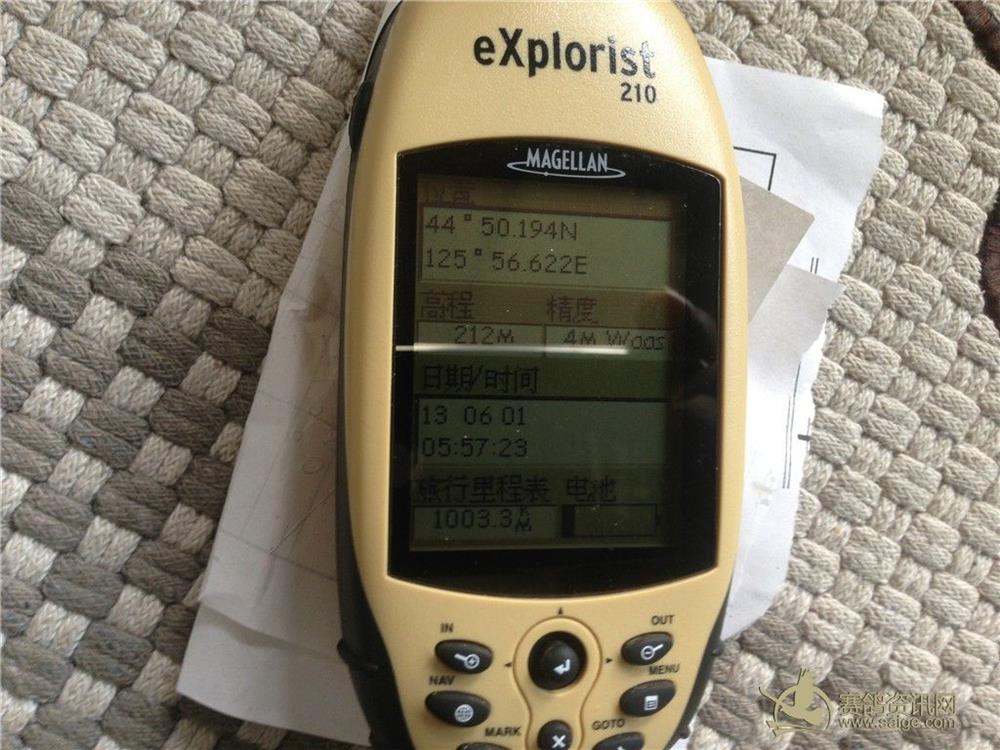 eXplorist
210
MAGELLAN
44° 50.194N
125° 56.622E
高程 精度
212M 4M Waas
日期/时间
13 06 01
05:57:23
旅行里程表 电池
1003.3KM
IN OUT
NAV MENU
MARK GOTO
赛鸽资讯网
www.saige.com